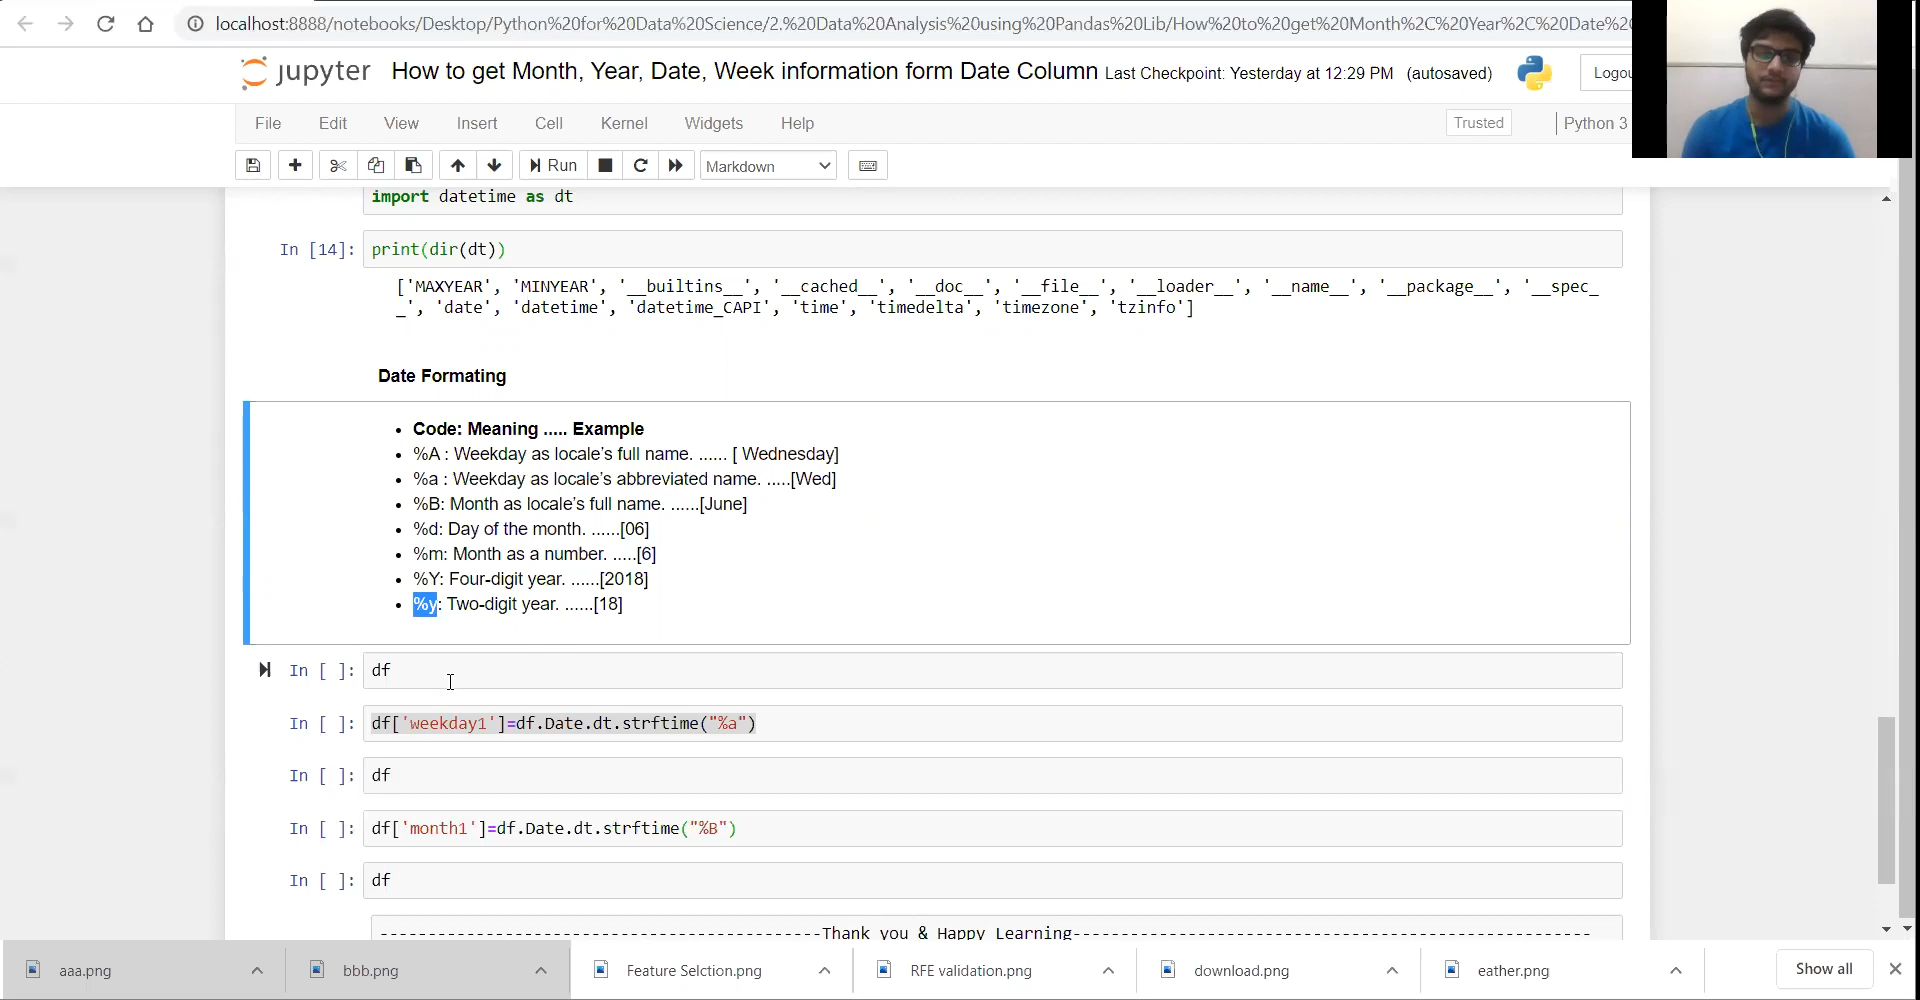 localhost:8888/notebooks/Desktop/Python%20for%20Data%20Science/2.%20Data%20Analysis%20using%20Pandas%20Lib/How%20to%20get%20Month%2C%20Year%2C%20Date%2C
jupyter How to get Month, Year, Date, Week information form Date Column Last Checkpoint: Yesterday at 12:29 PM (autosaved) Logou
File Edit View Insert Cell Kernel Widgets Help Trusted Python 3
Run Markdown
import datetime as dt
In [14]: print(dir(dt))
['MAXYEAR', 'MINYEAR', '__builtins__', '__cached__', '__doc__', '__file__', '__loader__', '__name__', '__package__', '__spec_
_', 'date', 'datetime', 'datetime_CAPI', 'time', 'timedelta', 'timezone', 'tzinfo']
Date Formating
• Code: Meaning ..... Example
• %A : Weekday as locale’s full name. ...... [ Wednesday]
• %a : Weekday as locale’s abbreviated name. .....[Wed]
• %B: Month as locale’s full name. ......[June]
• %d: Day of the month. ......[06]
• %m: Month as a number. .....[6]
• %Y: Four-digit year. ......[2018]
• %y: Two-digit year. ......[18]
In [ ]: df
In [ ]: df['weekday1']=df.Date.dt.strftime("%a")
In [ ]: df
In [ ]: df['month1']=df.Date.dt.strftime("%B")
In [ ]: df
----------------------------------------------Thank you & Happy Learning------------------------------------------------------
aaa.png bbb.png Feature Selction.png RFE validation.png download.png eather.png Show all